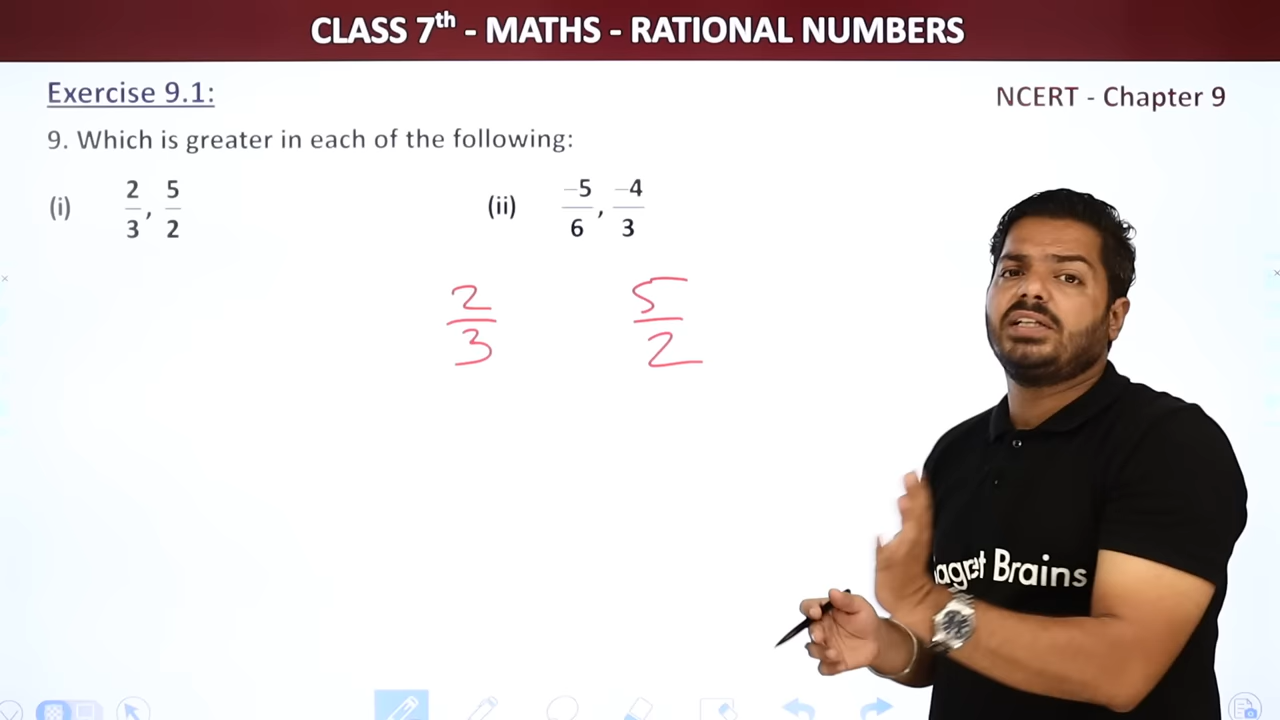 CLASS 7th - MATHS - RATIONAL NUMBERS
Exercise 9.1:
NCERT - Chapter 9
9. Which is greater in each of the following:
(i) 2/3, 5/2
(ii) -5/6, -4/3
2/3 5/2
Brains